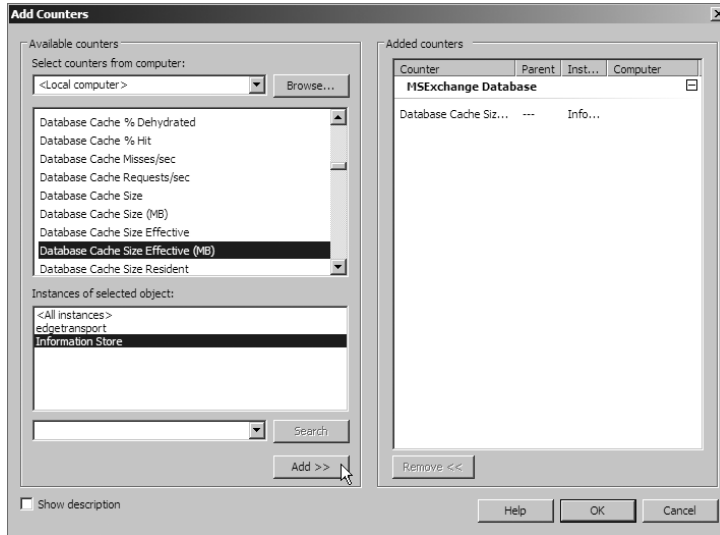 Add Counters
Available counters
Select counters from computer:
<Local computer>
Browse...
Database Cache % Dehydrated
Database Cache % Hit
Database Cache Misses/sec
Database Cache Requests/sec
Database Cache Size
Database Cache Size (MB)
Database Cache Size Effective
Database Cache Size Effective (MB)
Database Cache Size Resident
Instances of selected object:
<All instances>
edgetransport
Information Store
Search
Add >>
Show description
Added counters
Counter Parent Inst... Computer
MSExchange Database
Database Cache Siz... --- Info...
Remove <<
Help OK Cancel